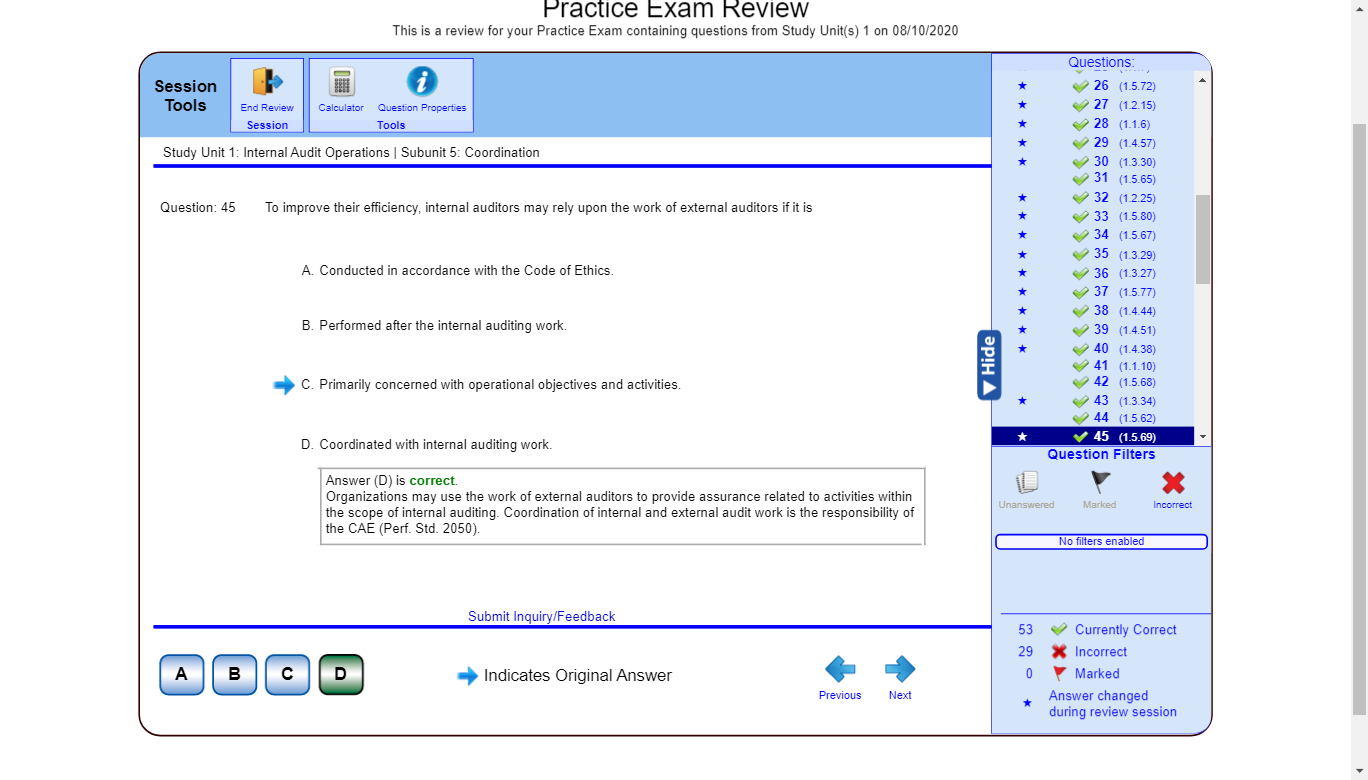 Practice Exam Review
This is a review for your Practice Exam containing questions from Study Unit(s) 1 on 08/10/2020
Session
Tools
End Review
Session
Calculator
Question Properties
Tools
Study Unit 1: Internal Audit Operations | Subunit 5: Coordination
Question: 45 To improve their efficiency, internal auditors may rely upon the work of external auditors if it is
A. Conducted in accordance with the Code of Ethics.
B. Performed after the internal auditing work.
C. Primarily concerned with operational objectives and activities.
D. Coordinated with internal auditing work.
Answer (D) is correct.
Organizations may use the work of external auditors to provide assurance related to activities within
the scope of internal auditing. Coordination of internal and external audit work is the responsibility of
the CAE (Perf. Std. 2050).
Submit Inquiry/Feedback
A B C D
Indicates Original Answer
Previous
Next
Hide
Questions:
26 (1.5.72)
27 (1.2.15)
28 (1.1.6)
29 (1.4.57)
30 (1.3.30)
31 (1.5.65)
32 (1.2.25)
33 (1.5.80)
34 (1.5.67)
35 (1.3.29)
36 (1.3.27)
37 (1.5.77)
38 (1.4.44)
39 (1.4.51)
40 (1.4.38)
41 (1.1.10)
42 (1.5.68)
43 (1.3.34)
44 (1.5.62)
45 (1.5.69)
Question Filters
Unanswered
Marked
Incorrect
No filters enabled
53 Currently Correct
29 Incorrect
0 Marked
Answer changed
during review session